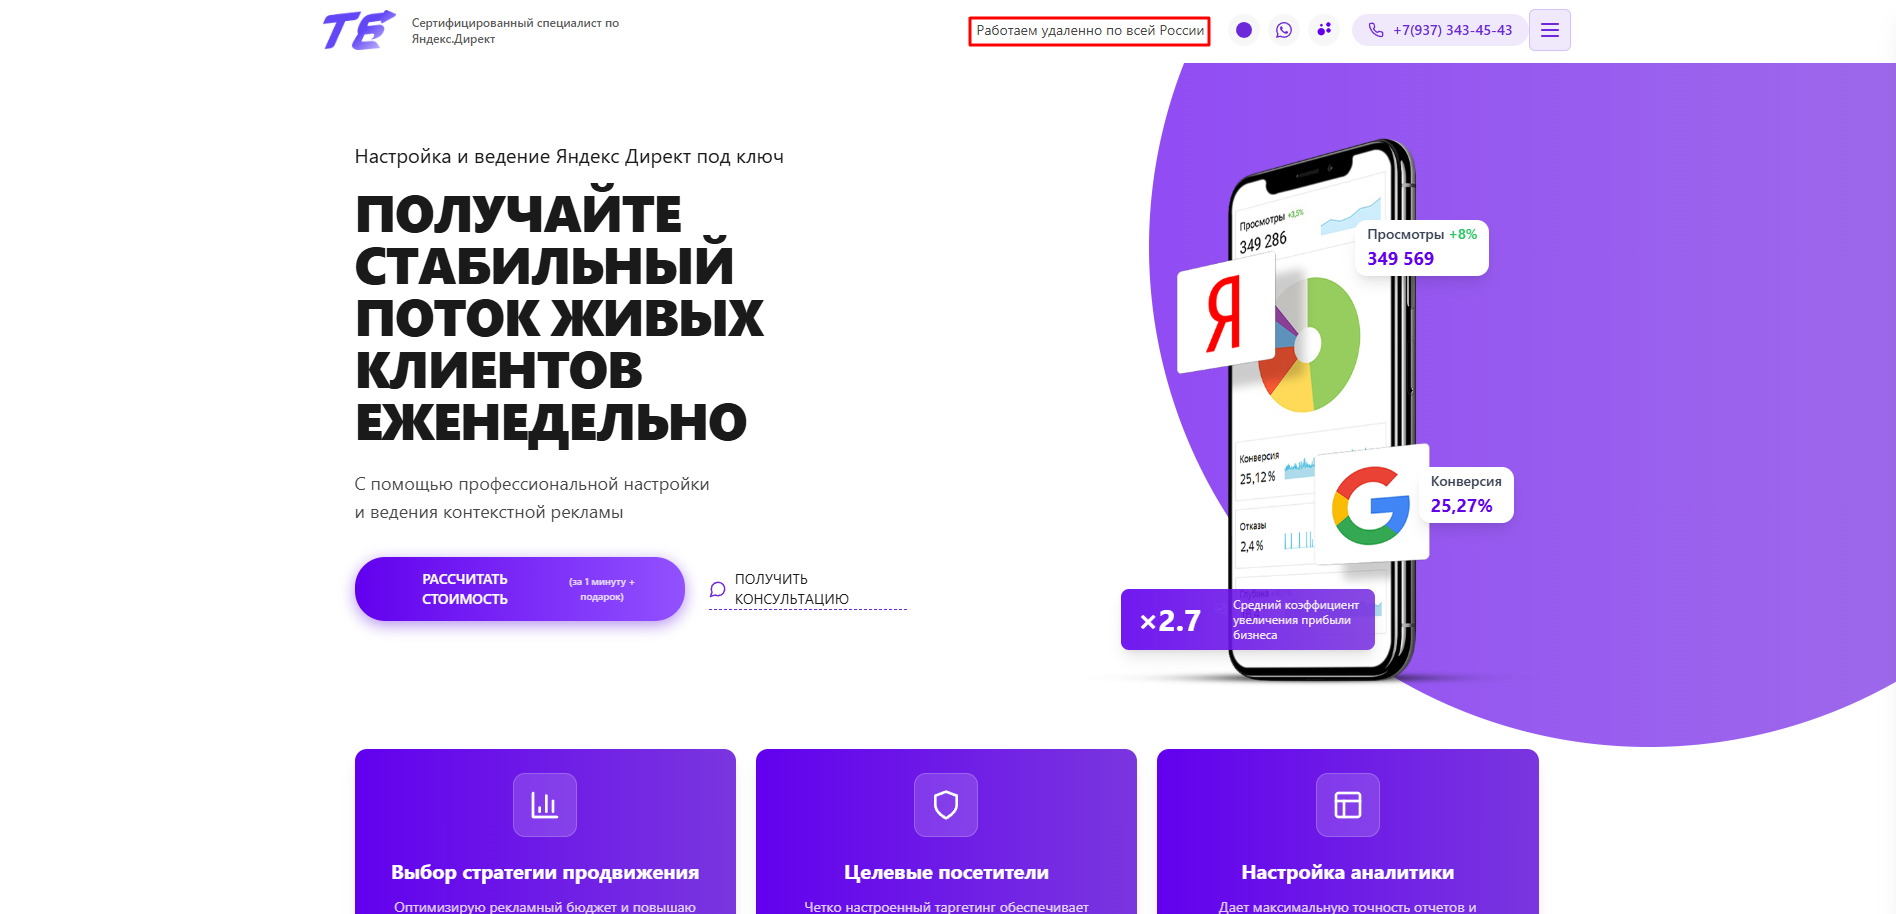 ТЕ
Сертифицированный специалист по
Яндекс.Директ
Работаем удаленно по всей России
+7(937) 343-45-43
Настройка и ведение Яндекс Директ под ключ
ПОЛУЧАЙТЕ
СТАБИЛЬНЫЙ
ПОТОК ЖИВЫХ
КЛИЕНТОВ
ЕЖЕНЕДЕЛЬНО
С помощью профессиональной настройки
и ведения контекстной рекламы
РАССЧИТАТЬ
СТОИМОСТЬ
(за 1 минуту +
подарок)
ПОЛУЧИТЬ
КОНСУЛЬТАЦИЮ
Просмотры +3,5%
349 286
Просмотры +8%
349 569
Я
Конверсия
25,12%
G
Конверсия
25,27%
Отказы
2,4%
Глубина
×2.7
Средний коэффициент
увеличения прибыли
бизнеса
Выбор стратегии продвижения
Оптимизирую рекламный бюджет и повышаю
Целевые посетители
Четко настроенный таргетинг обеспечивает
Настройка аналитики
Дает максимальную точность отчетов и